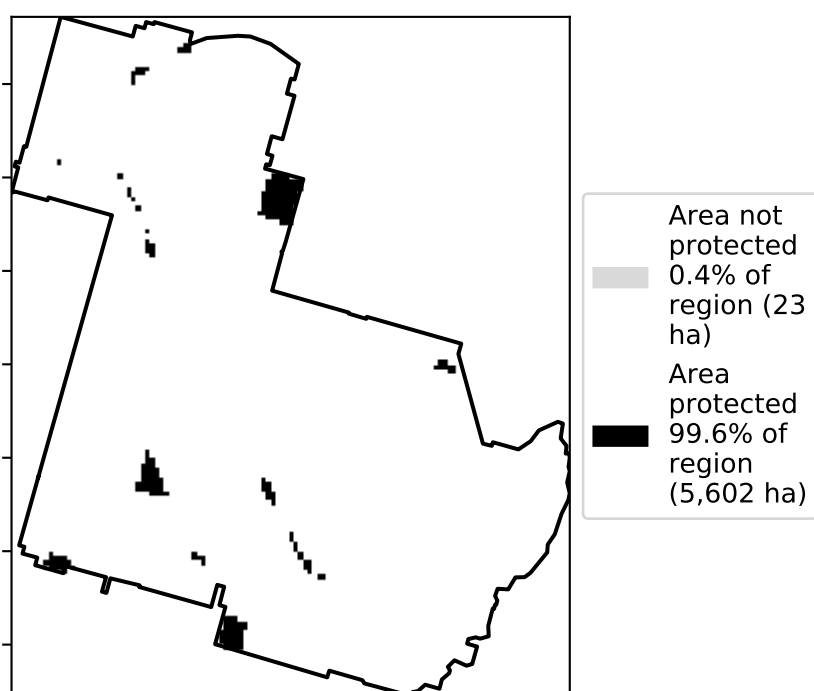 Area not
protected
0.4% of
region (23
ha)
Area
protected
99.6% of
region
(5,602 ha)